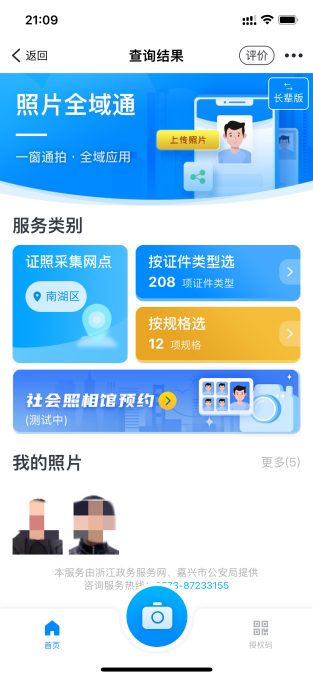 21:09
返回
查询结果
评价
照片全域通
长辈版
一窗通拍·全域应用
上传照片
服务类别
证照采集网点
南湖区
按证件类型选
208 项证件类型
按规格选
12 项规格
社会照相馆预约
(测试中)
我的照片
更多(5)
本服务由浙江政务服务网、嘉兴市公安局提供
咨询服务热线: 73-87233155
首页
授权码